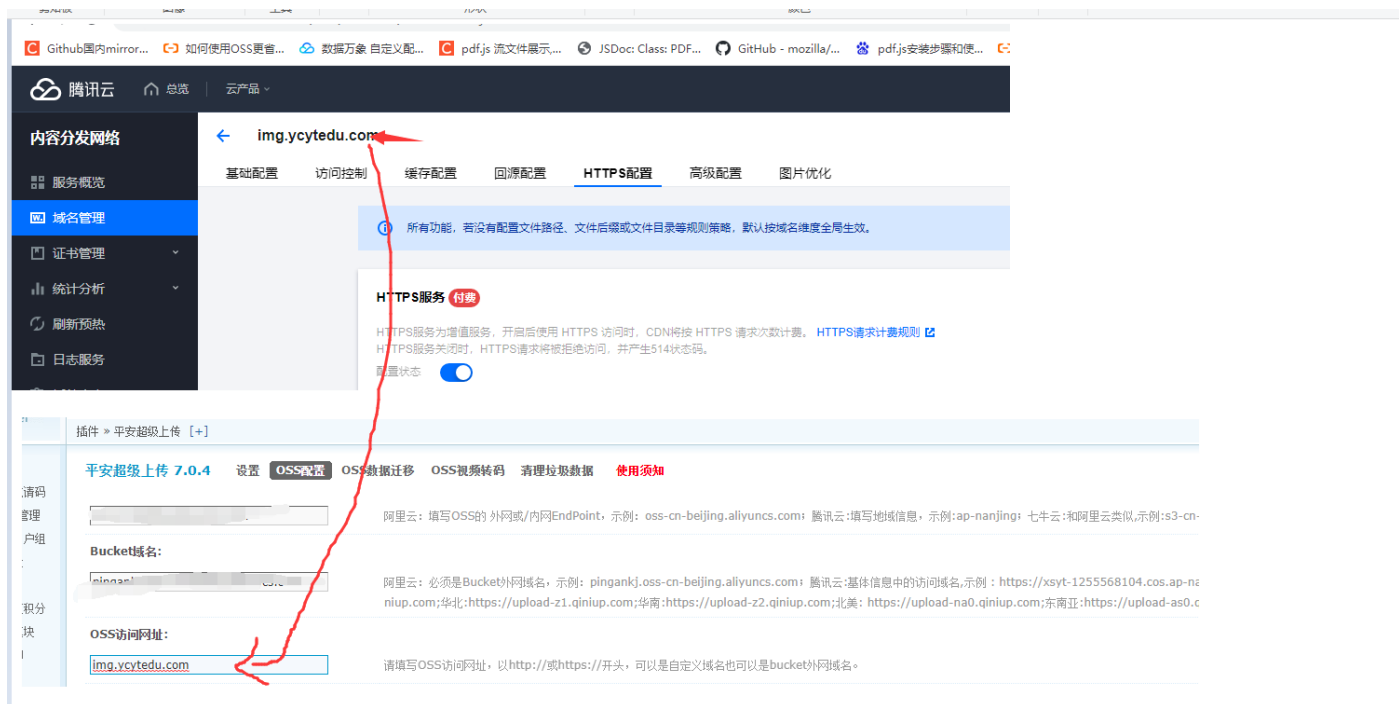 Github国内mirror... 如何使用OSS更省... 数据万象 自定义配... pdf.js 流文件展示,... JSDoc: Class: PDF... GitHub - mozilla/... pdf.js安装步骤和使...
腾讯云 总览 云产品
内容分发网络
服务概览
域名管理
证书管理
统计分析
刷新预热
日志服务
img.ycytedu.com
基础配置 访问控制 缓存配置 回源配置 HTTPS配置 高级配置 图片优化
所有功能，若没有配置文件路径、文件后缀或文件目录等规则策略，默认按域名维度全局生效。
HTTPS服务 付费
HTTPS服务为增值服务，开启后使用 HTTPS 访问时，CDN将按 HTTPS 请求次数计费。 HTTPS请求计费规则
HTTPS服务关闭时，HTTPS请求将被拒绝访问，并产生514状态码。
配置状态
插件 » 平安超级上传 [+]
平安超级上传 7.0.4 设置 OSS配置 OSS数据迁移 OSS视频转码 清理垃圾数据 使用须知
请码
管理
户组
积分
块
阿里云：填写OSS的 外网或/内网EndPoint，示例：oss-cn-beijing.aliyuncs.com；腾讯云:填写地域信息，示例:ap-nanjing；七牛云:和阿里云类似,示例:s3-cn-
Bucket域名:
阿里云：必须是Bucket外网域名，示例：pingankj.oss-cn-beijing.aliyuncs.com；腾讯云:基体信息中的访问域名,示例：https://xsyt-1255568104.cos.ap-na
niup.com;华北:https://upload-z1.qiniup.com;华南:https://upload-z2.qiniup.com;北美：https://upload-na0.qiniup.com;东南亚:https://upload-as0.c
OSS访问网址:
img.ycytedu.com
请填写OSS访问网址，以http://或https://开头，可以是自定义域名也可以是bucket外网域名。